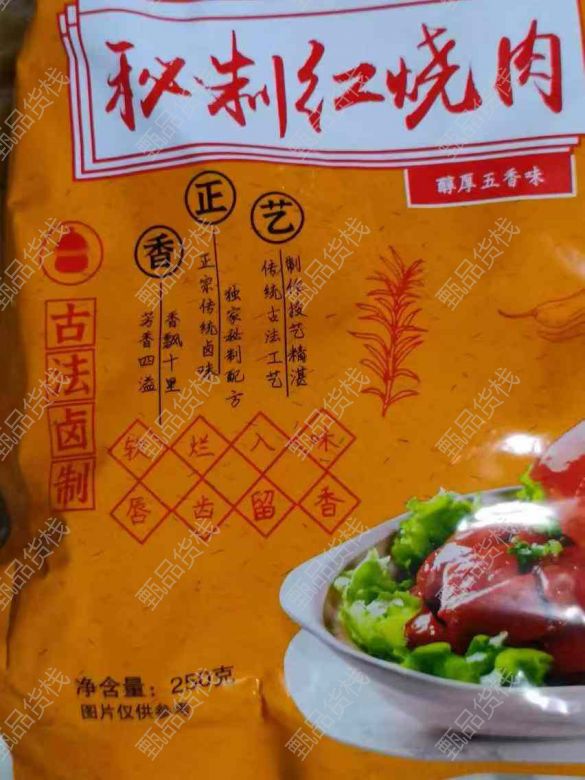 秘制红烧肉
醇厚五香味
正
艺
香
制作技艺精湛
传统古法工艺
独家秘制配方
正宗传统卤味
香飘十里
芳香四溢
古法卤制
软烂入味
唇齿留香
净含量：250克
图片仅供参考
甄品货栈